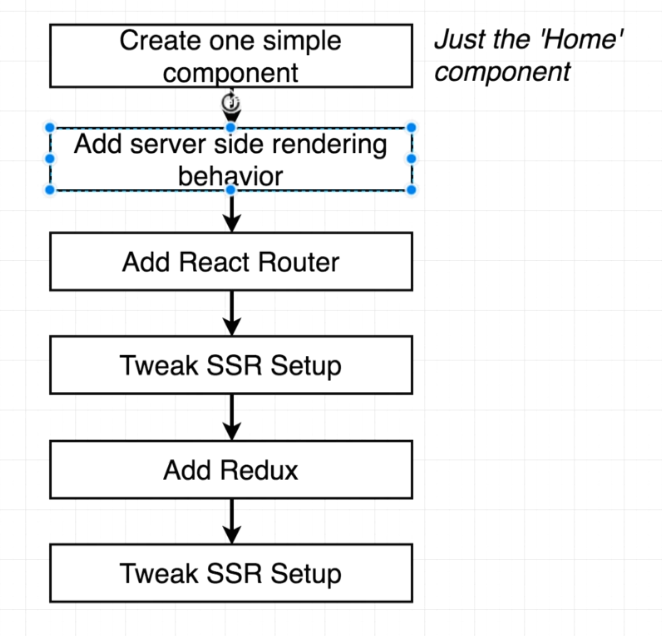 Create one simple
component
Just the 'Home'
component
Add server side rendering
behavior
Add React Router
Tweak SSR Setup
Add Redux
Tweak SSR Setup